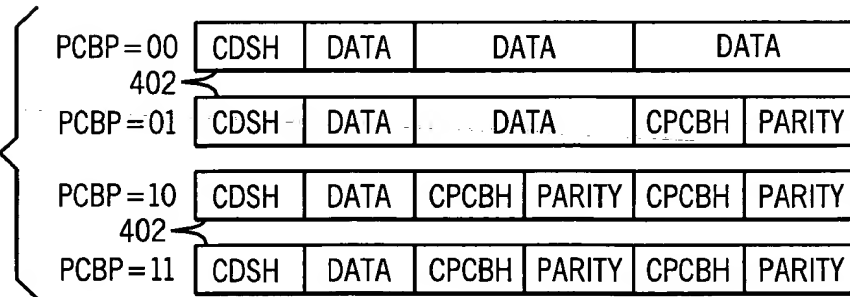 PCBP=00 CDSH DATA DATA DATA
402
PCBP=01 CDSH DATA DATA CPCBH PARITY
PCBP=10 CDSH DATA CPCBH PARITY CPCBH PARITY
402
PCBP=11 CDSH DATA CPCBH PARITY CPCBH PARITY